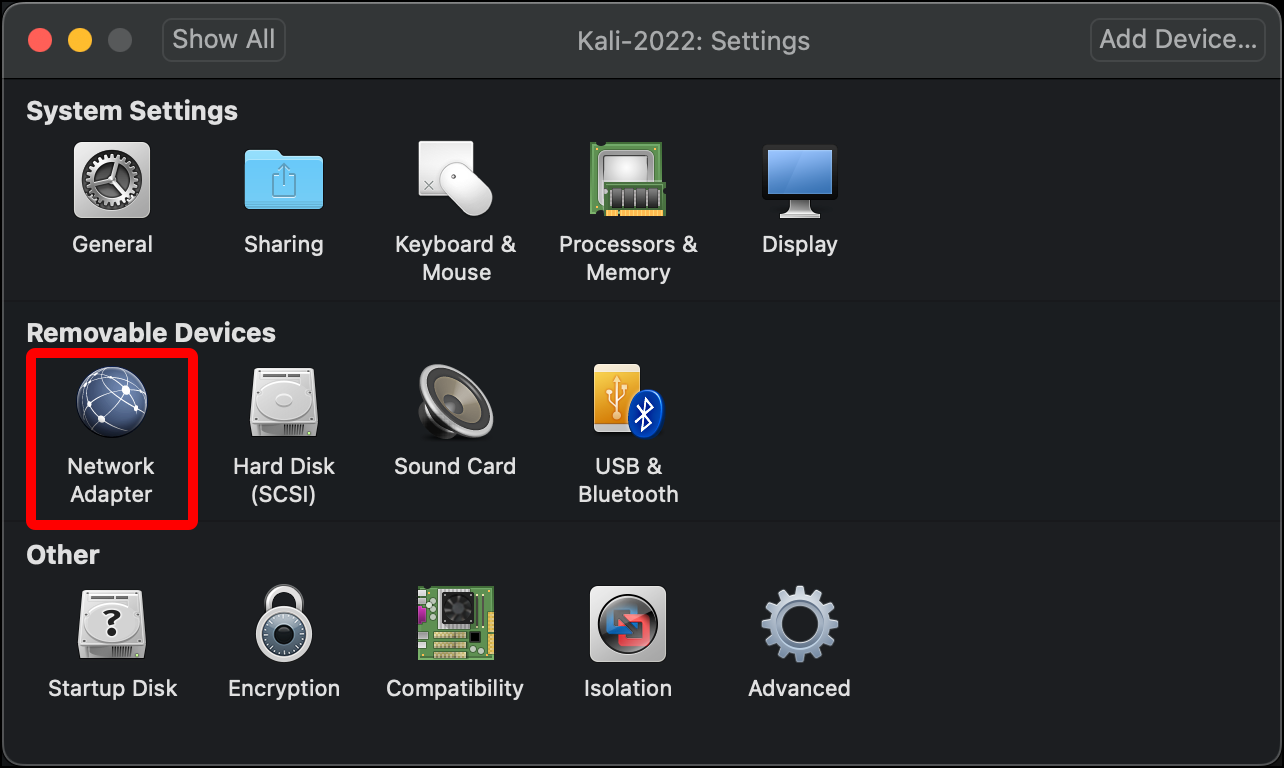 Show All
Kali-2022: Settings
Add Device...
System Settings
General
Sharing
Keyboard &
Mouse
Processors &
Memory
Display
Removable Devices
Network
Adapter
Hard Disk
(SCSI)
Sound Card
USB &
Bluetooth
Other
?
Startup Disk
Encryption
Compatibility
Isolation
Advanced